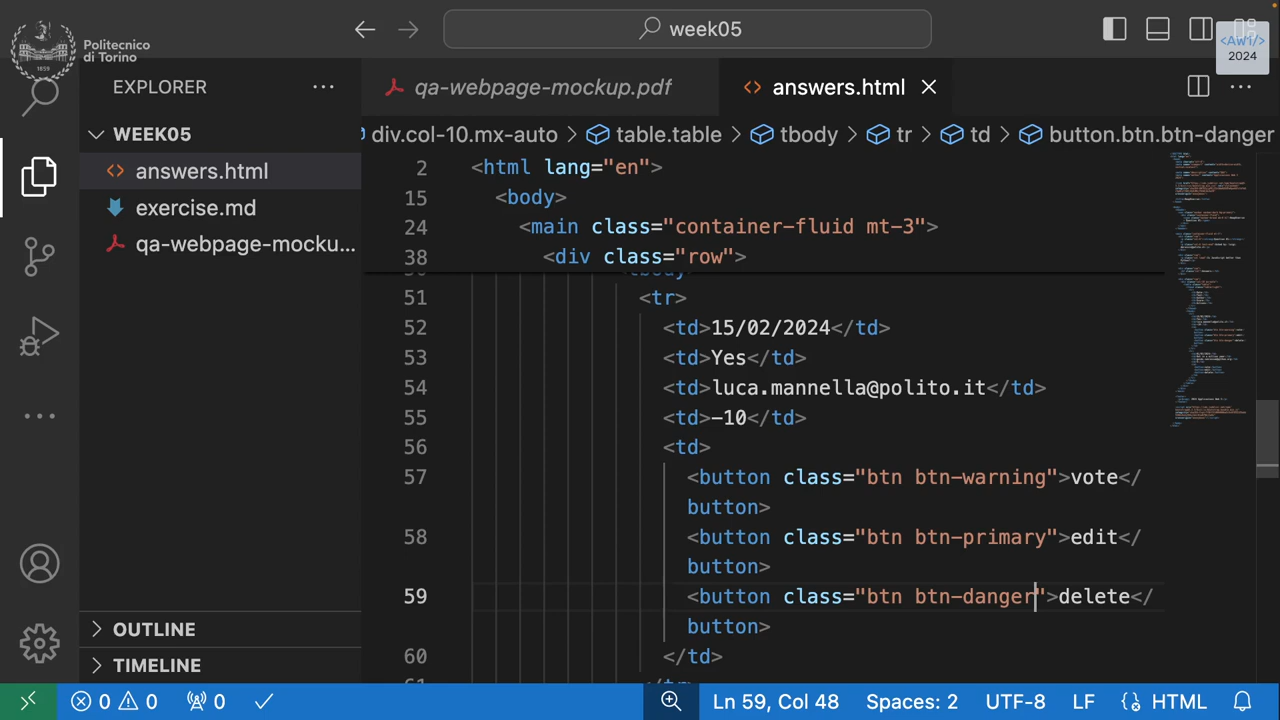 week05
Politecnico
di Torino
1859
<Aw1/>
2024
EXPLORER
qa-webpage-mockup.pdf
answers.html
WEEK05
div.col-10.mx-auto > table.table > tbody > tr > td > button.btn.btn-danger
answers.html
exercise.md
qa-webpage-mocku...
2 <html lang="en">
15 <body>
24 <main class="container-fluid mt-3">
38 <div class="row">
51 <tr>
52 <td>15/02/2024</td>
53 <td>Yes</td>
54 <td>luca.mannella@polito.it</td>
55 <td>-10</td>
56 <td>
57 <button class="btn btn-warning">vote</
button>
58 <button class="btn btn-primary">edit</
button>
59 <button class="btn btn-danger">delete</
button>
60 </td>
OUTLINE
TIMELINE
0 0 0 Ln 59, Col 48 Spaces: 2 UTF-8 LF HTML